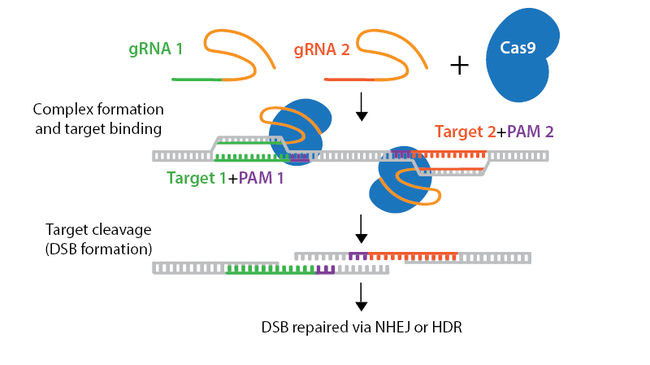 gRNA 1
gRNA 2
+
Cas9
Complex formation
and target binding
Target 2+PAM 2
Target 1+PAM 1
Target cleavage
(DSB formation)
DSB repaired via NHEJ or HDR